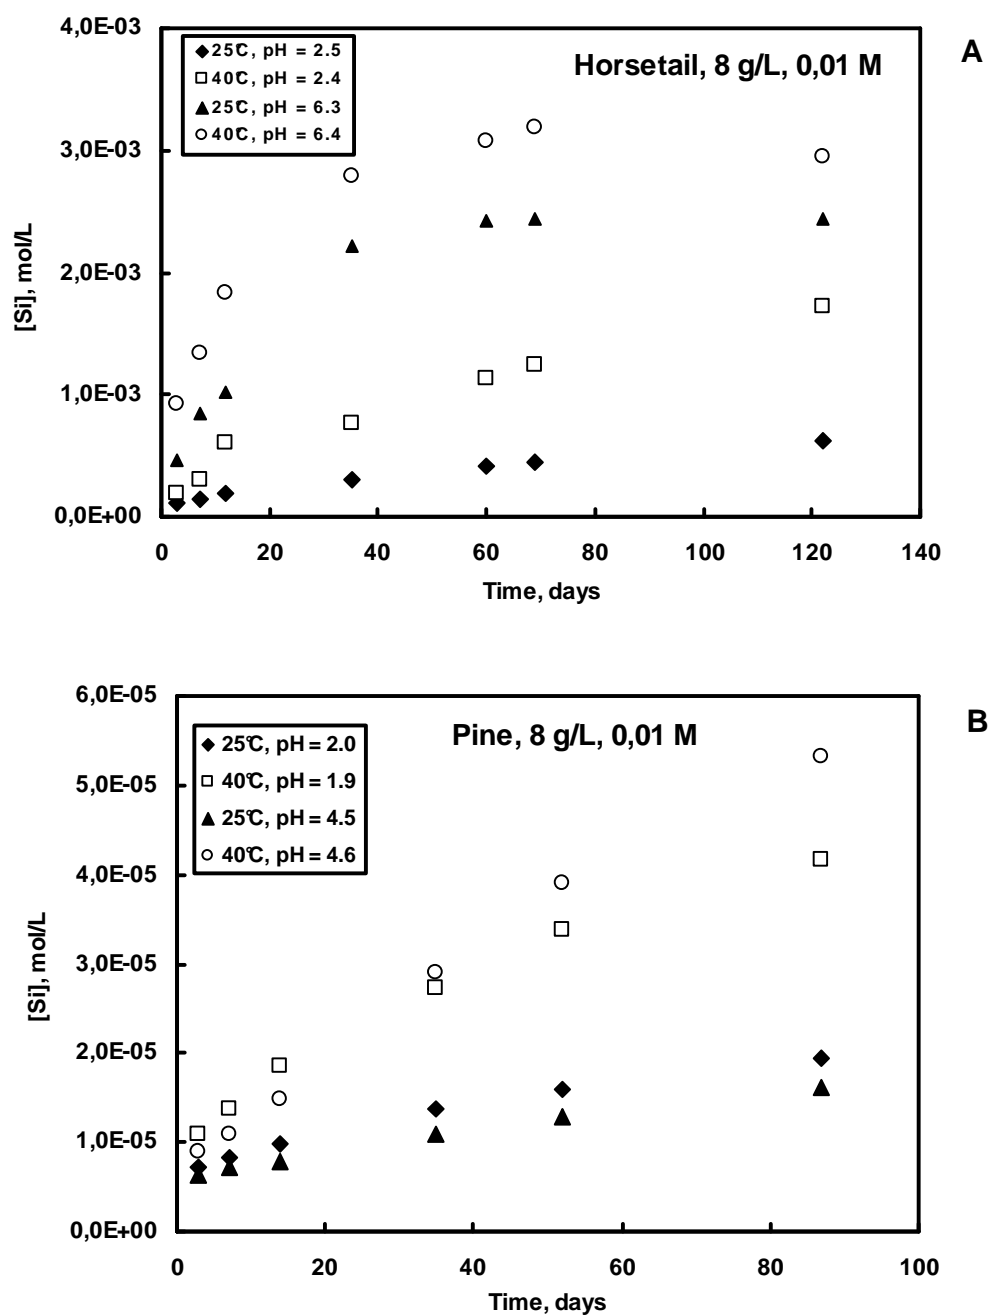 4,0E-03
A
25°C, pH = 2.5
Horsetail, 8 g/L, 0,01 M
40°C, pH = 2.4
25°C, pH = 6.3
40°C, pH = 6.4
3,0E-03
[Si], mol/L
2,0E-03
1,0E-03
0,0E+00
0 20 40 60 80 100 120 140
Time, days
6,0E-05
B
Pine, 8 g/L, 0,01 M
25°C, pH = 2.0
40°C, pH = 1.9
25°C, pH = 4.5
40°C, pH = 4.6
5,0E-05
4,0E-05
[Si], mol/L
3,0E-05
2,0E-05
1,0E-05
0,0E+00
0 20 40 60 80 100
Time, days